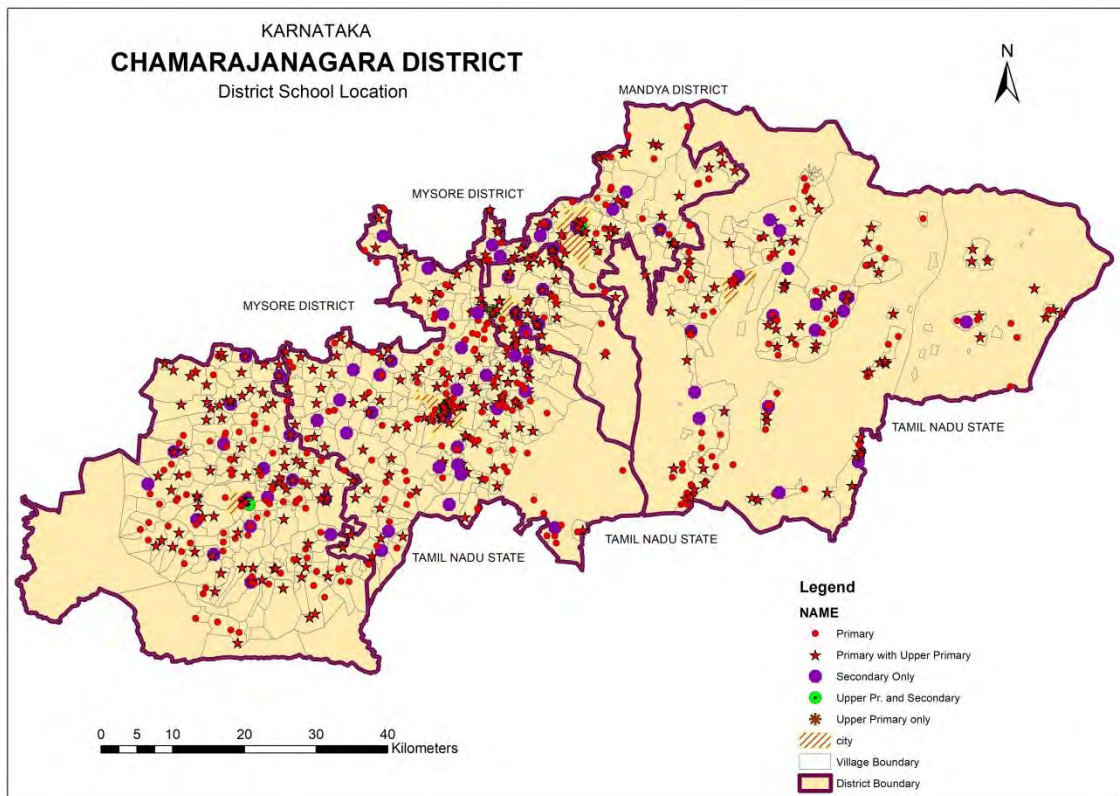 KARNATAKA
CHAMARAJANAGARA DISTRICT
District School Location
N
MANDYA DISTRICT
MYSORE DISTRICT
MYSORE DISTRICT
TAMIL NADU STATE
TAMIL NADU STATE
TAMIL NADU STATE
Legend
NAME
Primary
Primary with Upper Primary
Secondary Only
Upper Pr. and Secondary
Upper Primary only
city
Village Boundary
District Boundary
0 5 10 20 30 40
Kilometers